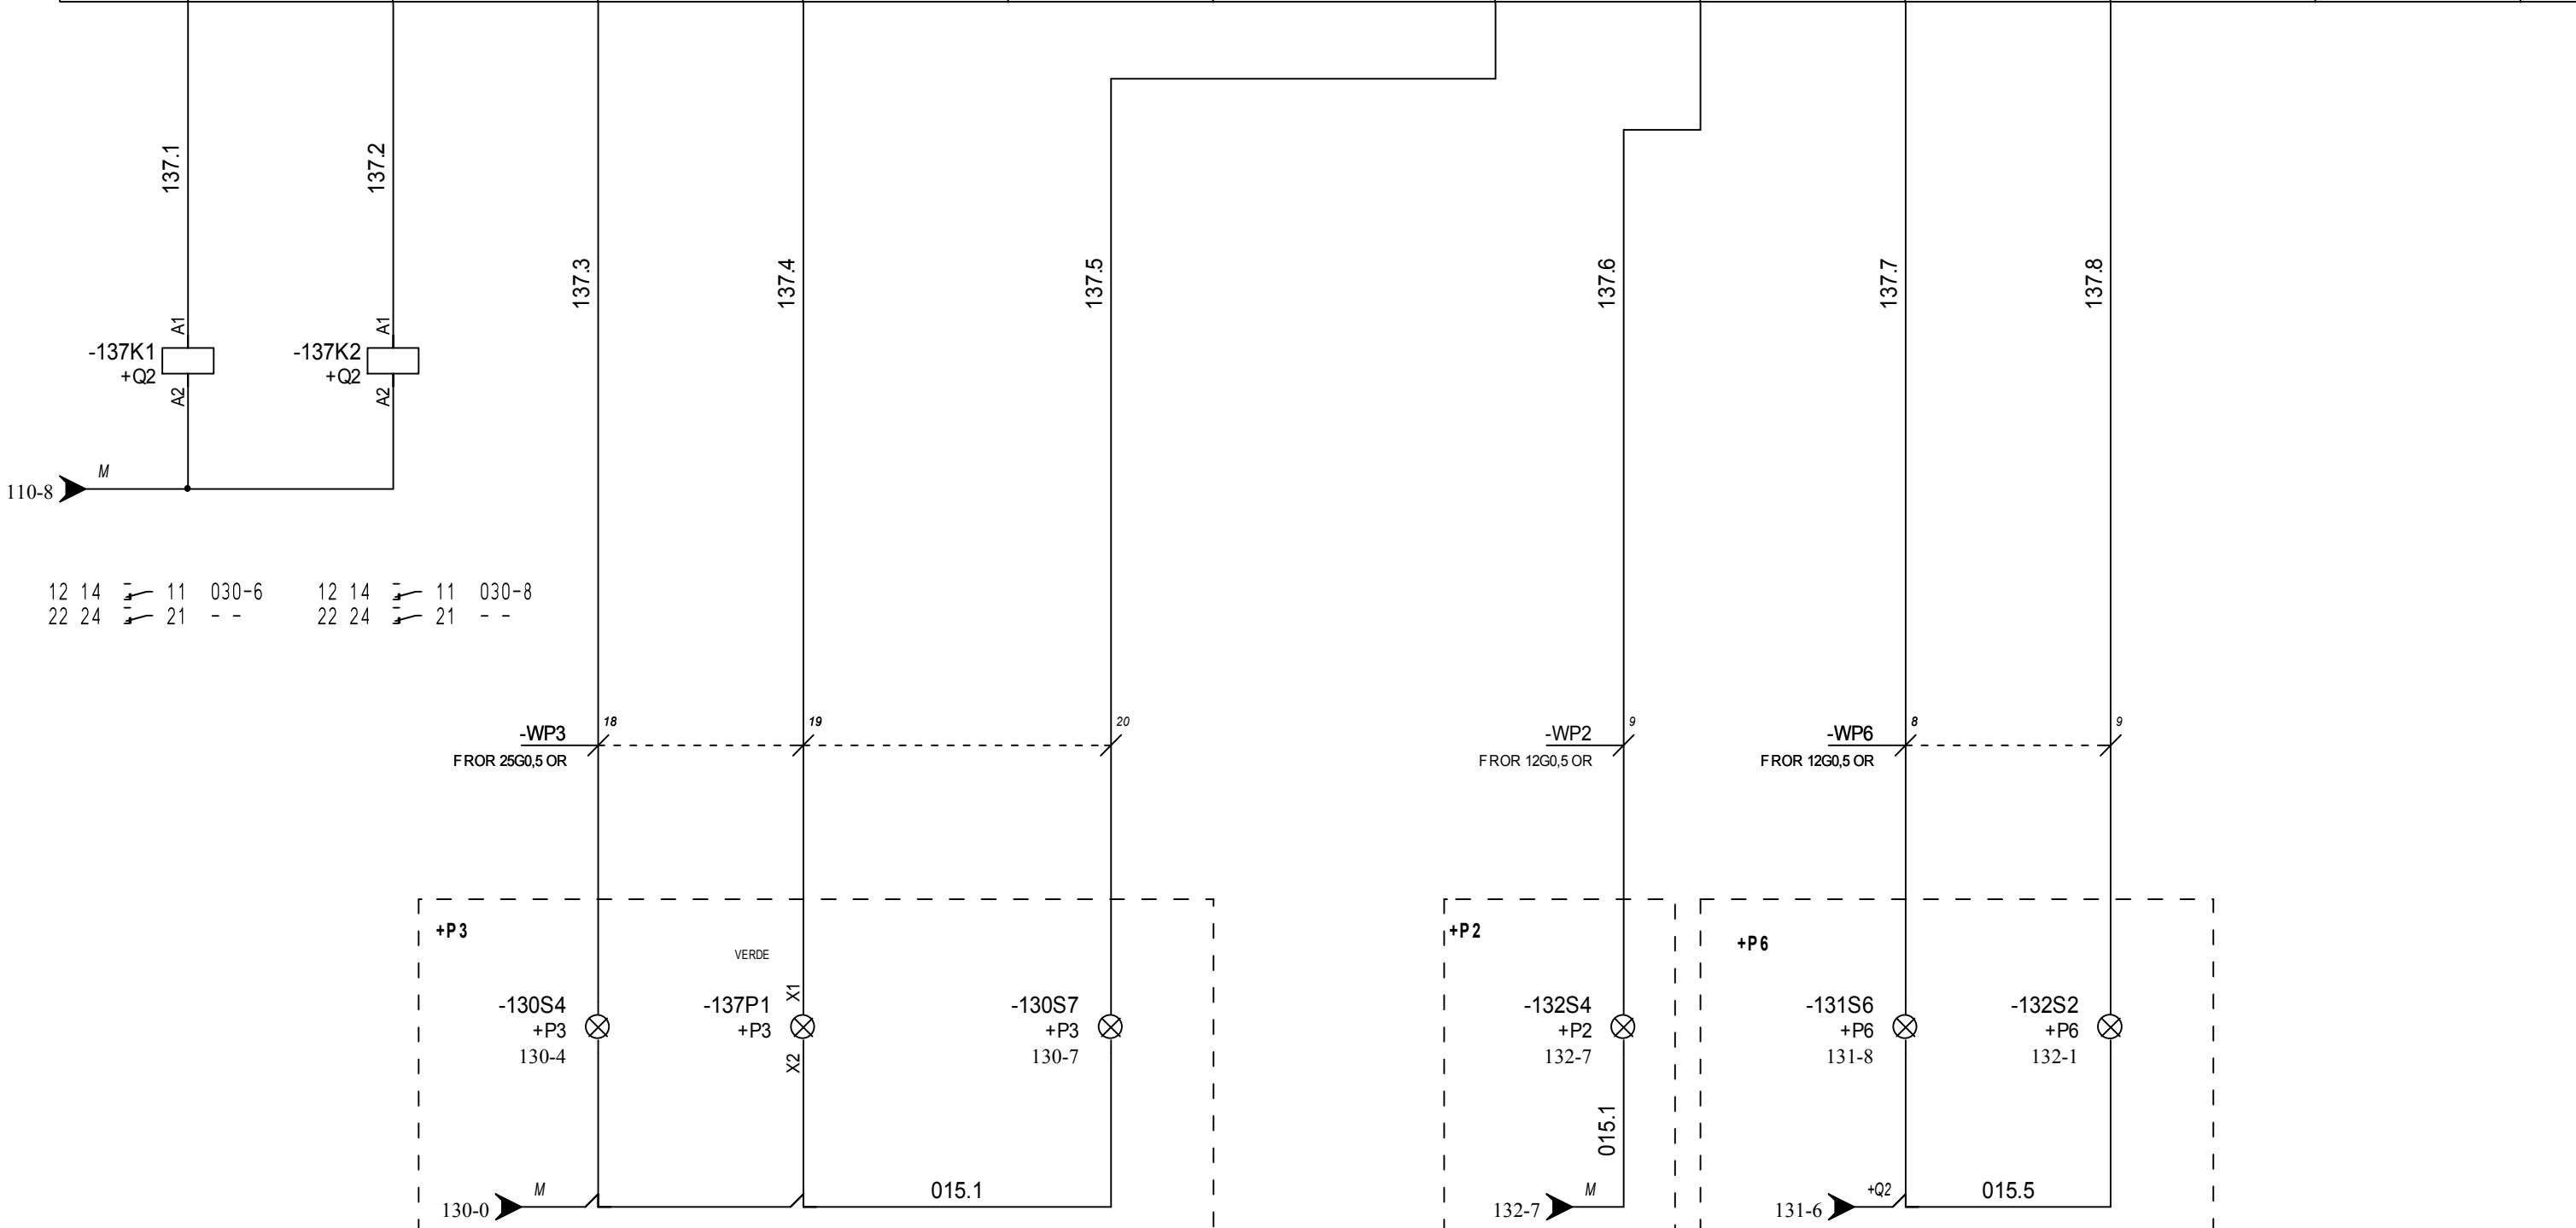 137.1
137.2
137.3
137.4
137.5
137.6
137.7
137.8
A1
-137K1
+Q2
A2
A1
-137K2
+Q2
A2
110-8
M
12 14 11 030-6
22 24 21 - -
12 14 11 030-8
22 24 21 - -
-WP3
FROR 25G0,5 OR
18
19
20
-WP2
FROR 12G0,5 OR
9
-WP6
FROR 12G0,5 OR
8
9
+P3
VERDE
-130S4
+P3
130-4
X1
-137P1
+P3
X2
-130S7
+P3
130-7
130-0
M
015.1
+P2
-132S4
+P2
132-7
015.1
132-7
M
+P6
-131S6
+P6
131-8
-132S2
+P6
132-1
131-6
+Q2
015.5